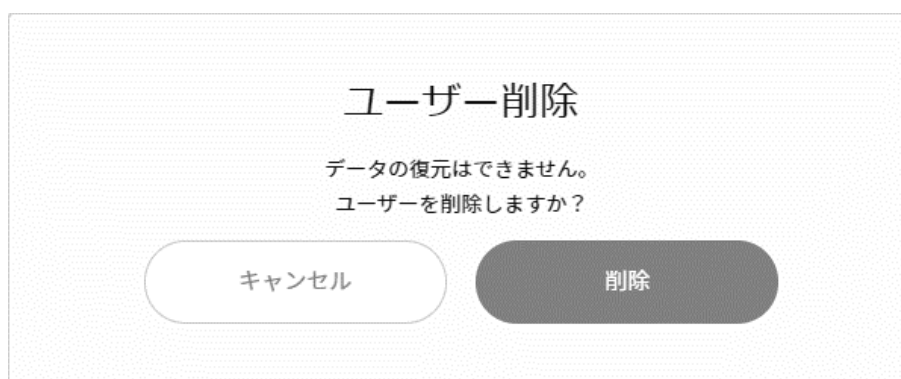 ユーザー削除
データの復元はできません。
ユーザーを削除しますか？
キャンセル
削除